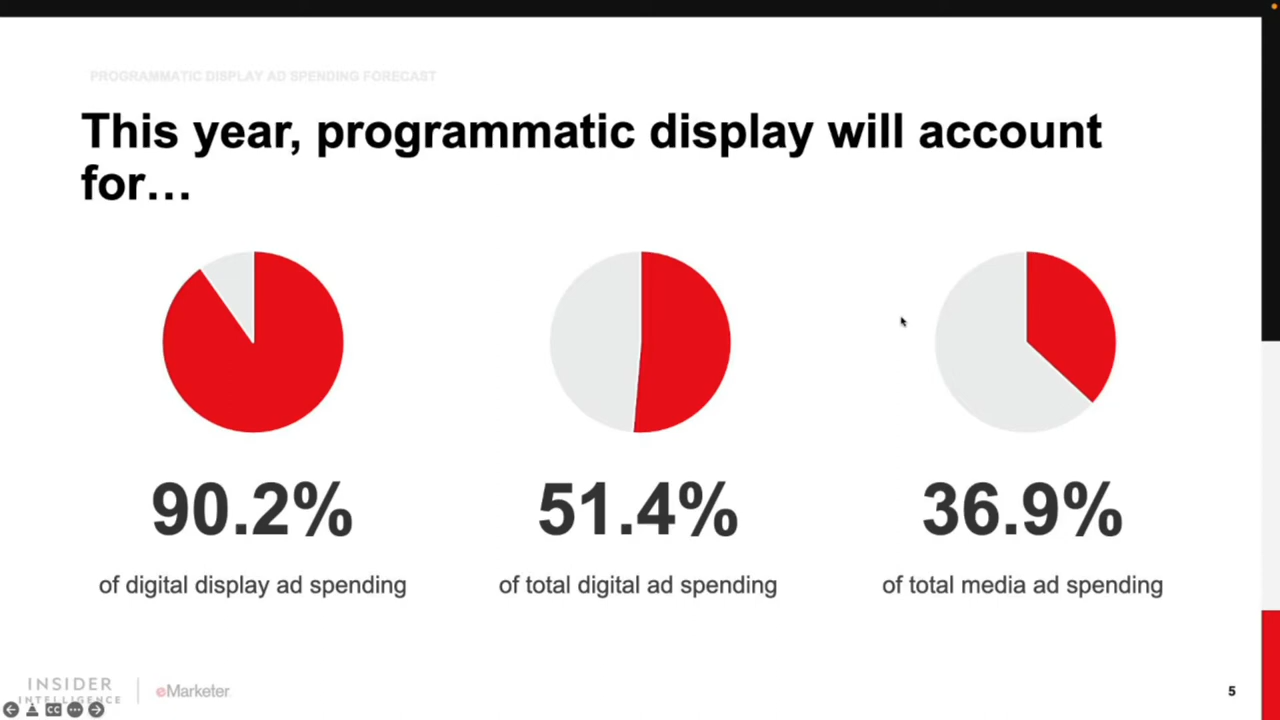 PROGRAMMATIC DISPLAY AD SPENDING FORECAST
This year, programmatic display will account
for…
90.2%
51.4%
36.9%
of digital display ad spending
of total digital ad spending
of total media ad spending
INSIDER
INTELLIGENCE
eMarketer
5
CC